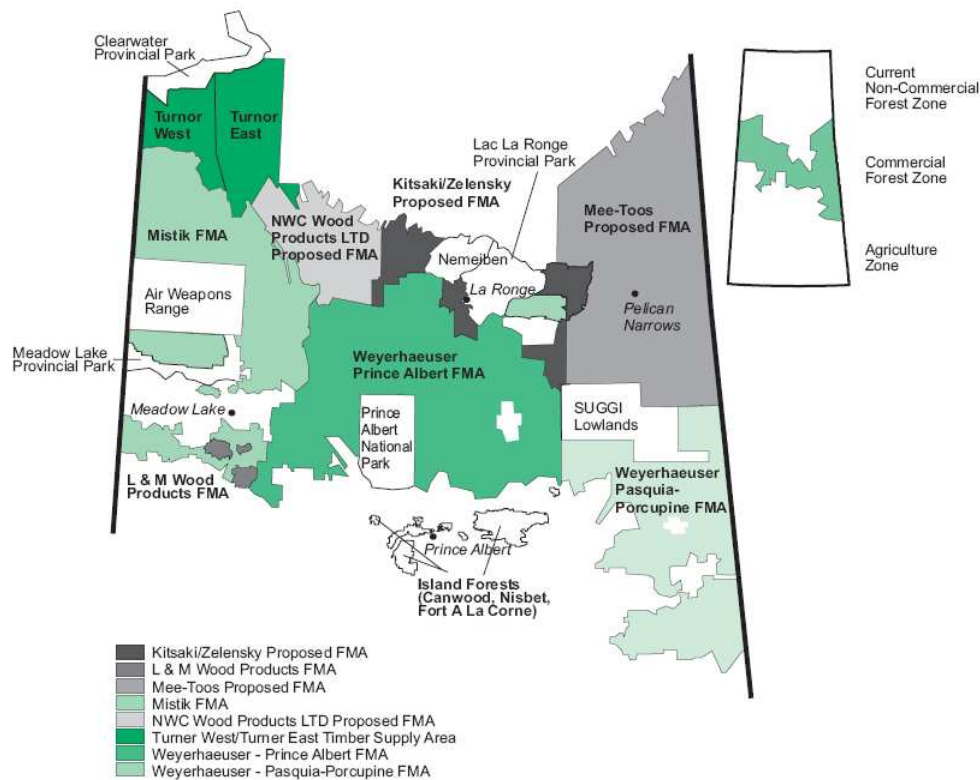 Clearwater
Provincial Park
Turnor
West
Turnor
East
Lac La Ronge
Provincial Park
Kitsaki/Zelensky
Proposed FMA
NWC Wood
Products LTD
Proposed FMA
Mee-Toos
Proposed FMA
Mistik FMA
Nemeiben
Air Weapons
Range
La Ronge
Pelican
Narrows
Meadow Lake
Provincial Park
Weyerhaeuser
Prince Albert FMA
Meadow Lake
Prince
Albert
National
Park
SUGGI
Lowlands
L & M Wood
Products FMA
Weyerhaeuser
Pasquia-
Porcupine FMA
Prince Albert
Island Forests
(Canwood, Nisbet,
Fort A La Corne)
Current
Non-Commercial
Forest Zone
Commercial
Forest Zone
Agriculture
Zone
Kitsaki/Zelensky Proposed FMA
L & M Wood Products FMA
Mee-Toos Proposed FMA
Mistik FMA
NWC Wood Products LTD Proposed FMA
Turner West/Turner East Timber Supply Area
Weyerhaeuser - Prince Albert FMA
Weyerhaeuser - Pasquia-Porcupine FMA